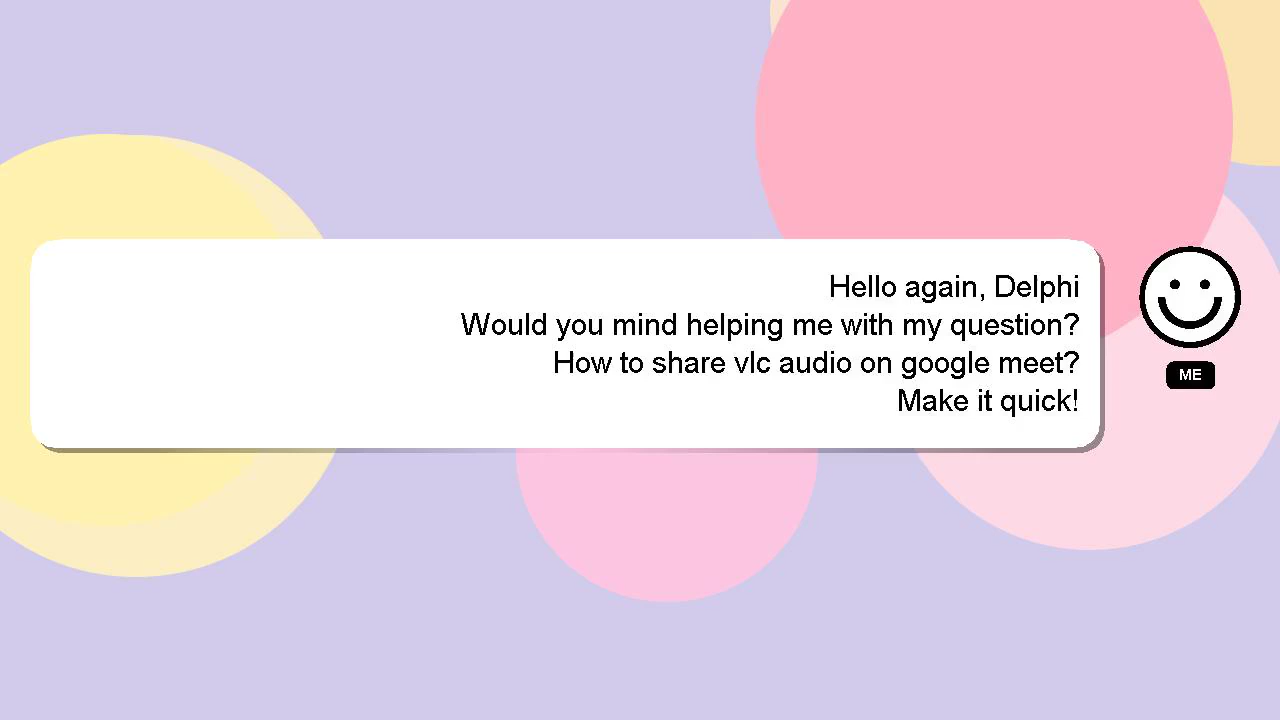 Hello again, Delphi
Would you mind helping me with my question?
How to share vlc audio on google meet?
Make it quick!
ME